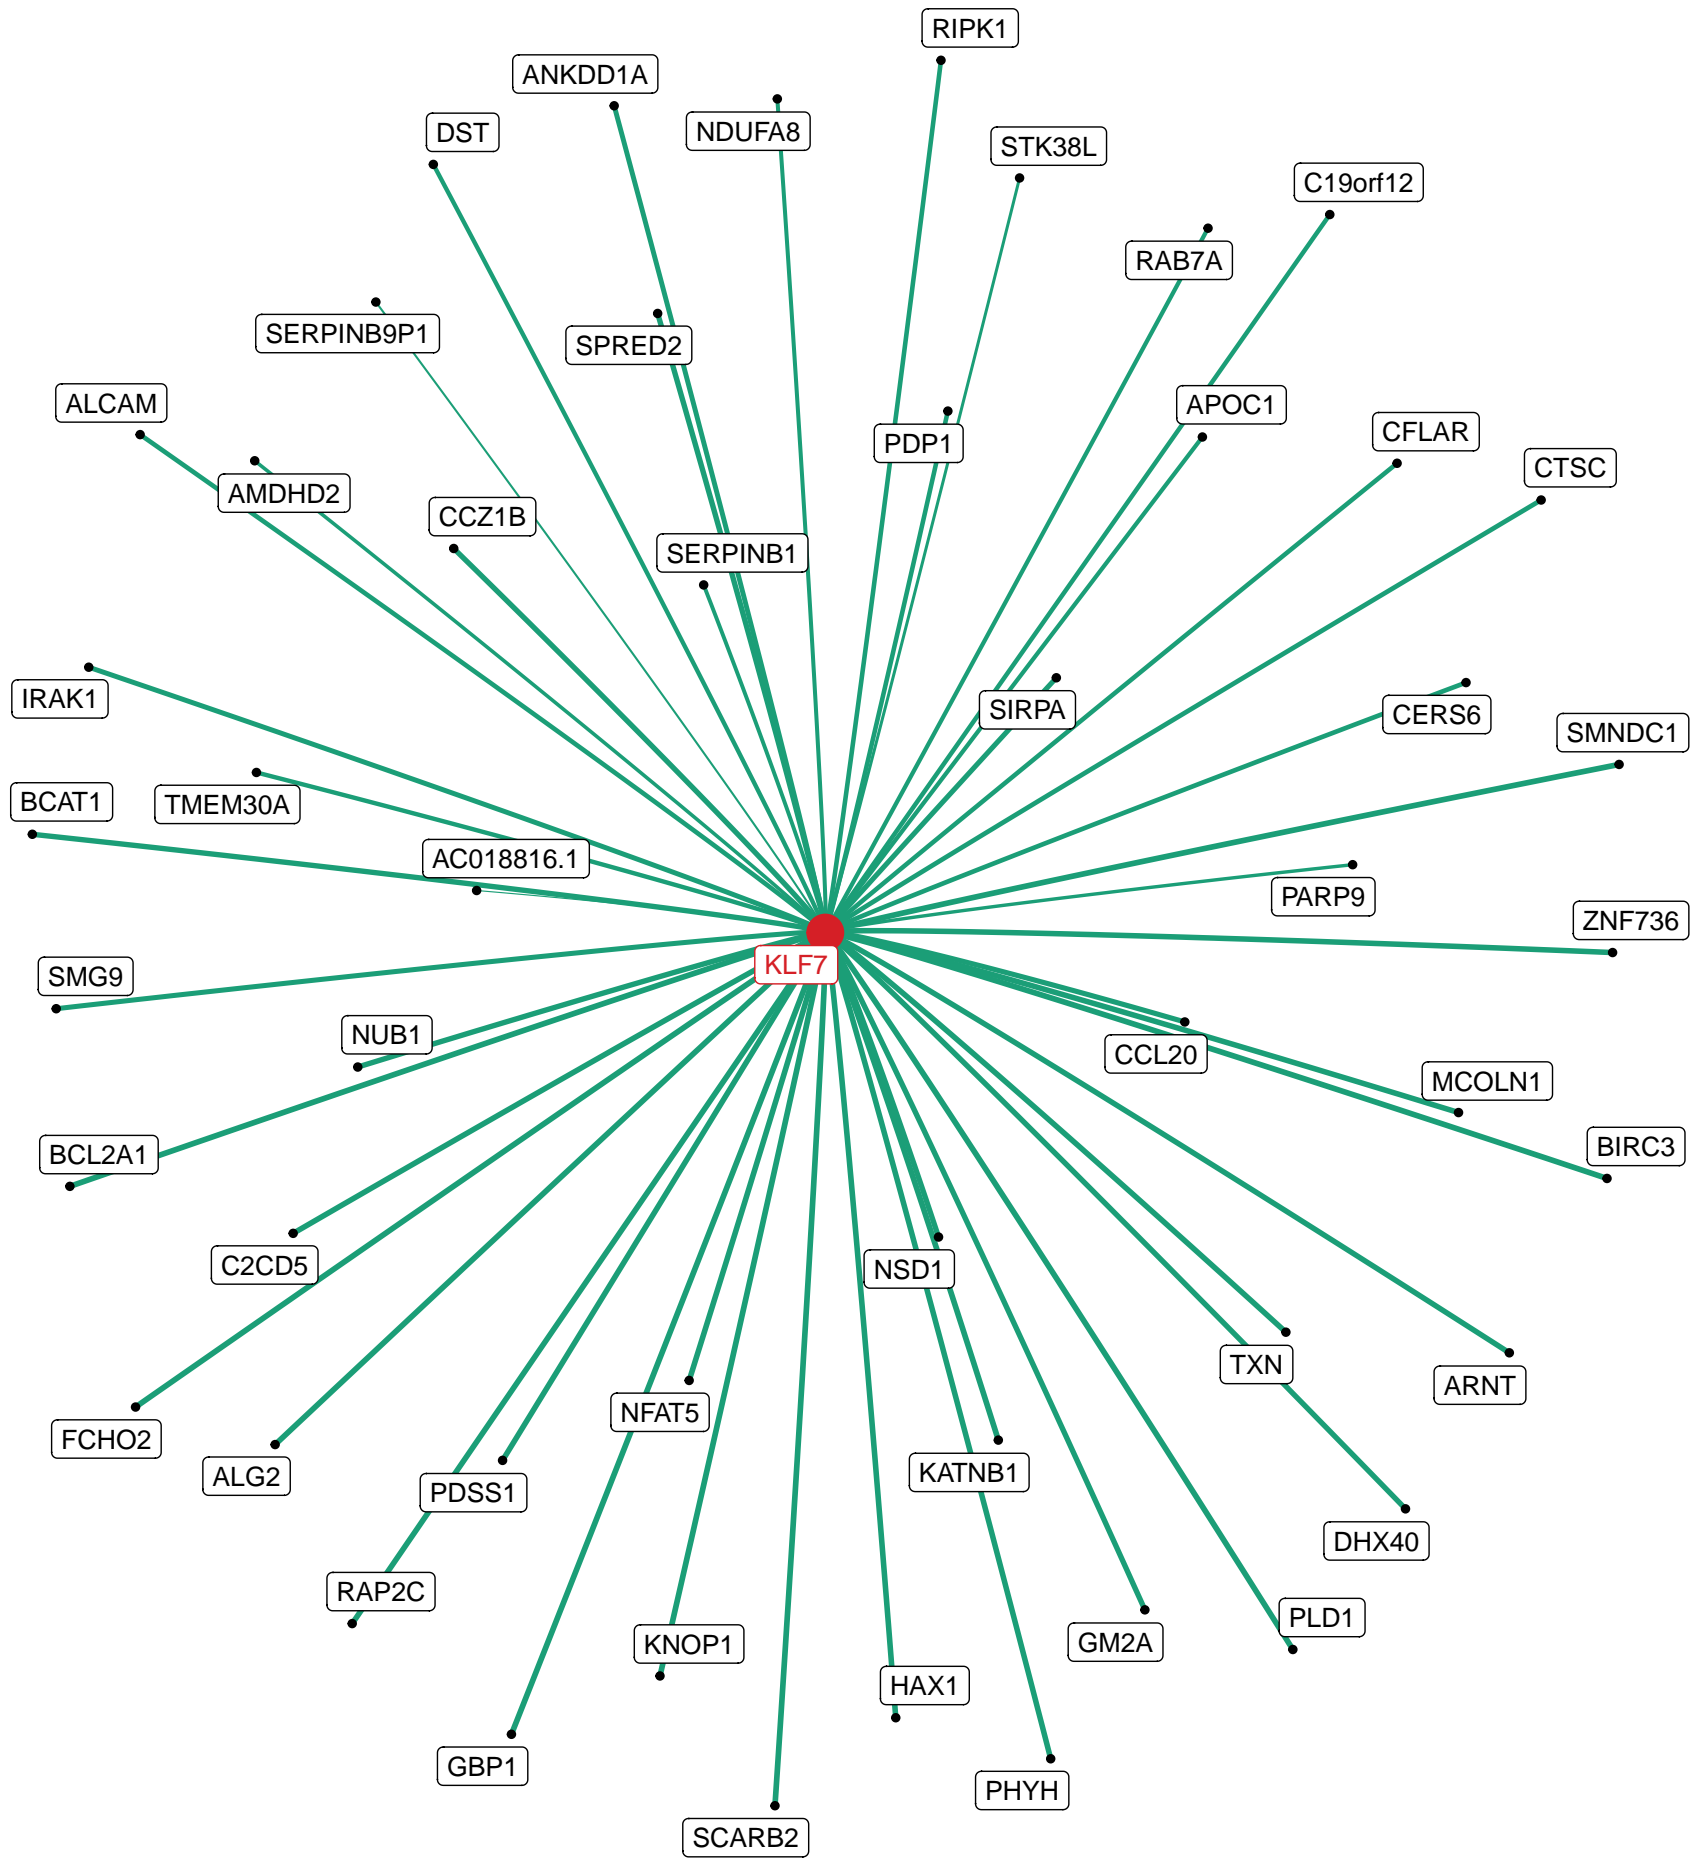 RIPK1
ANKDD1A
NDUFA8
DST
STK38L
C19orf12
RAB7A
SERPINB9P1
SPRED2
ALCAM
APOC1
CFLAR
PDP1
CTSC
AMDHD2
CCZ1B
SERPINB1
IRAK1
SIRPA
CERS6
SMNDC1
BCAT1
TMEM30A
AC018816.1
PARP9
ZNF736
KLF7
SMG9
NUB1
CCL20
MCOLN1
BIRC3
BCL2A1
C2CD5
NSD1
TXN
ARNT
NFAT5
FCHO2
ALG2
KATNB1
PDSS1
DHX40
RAP2C
PLD1
GM2A
KNOP1
HAX1
GBP1
PHYH
SCARB2